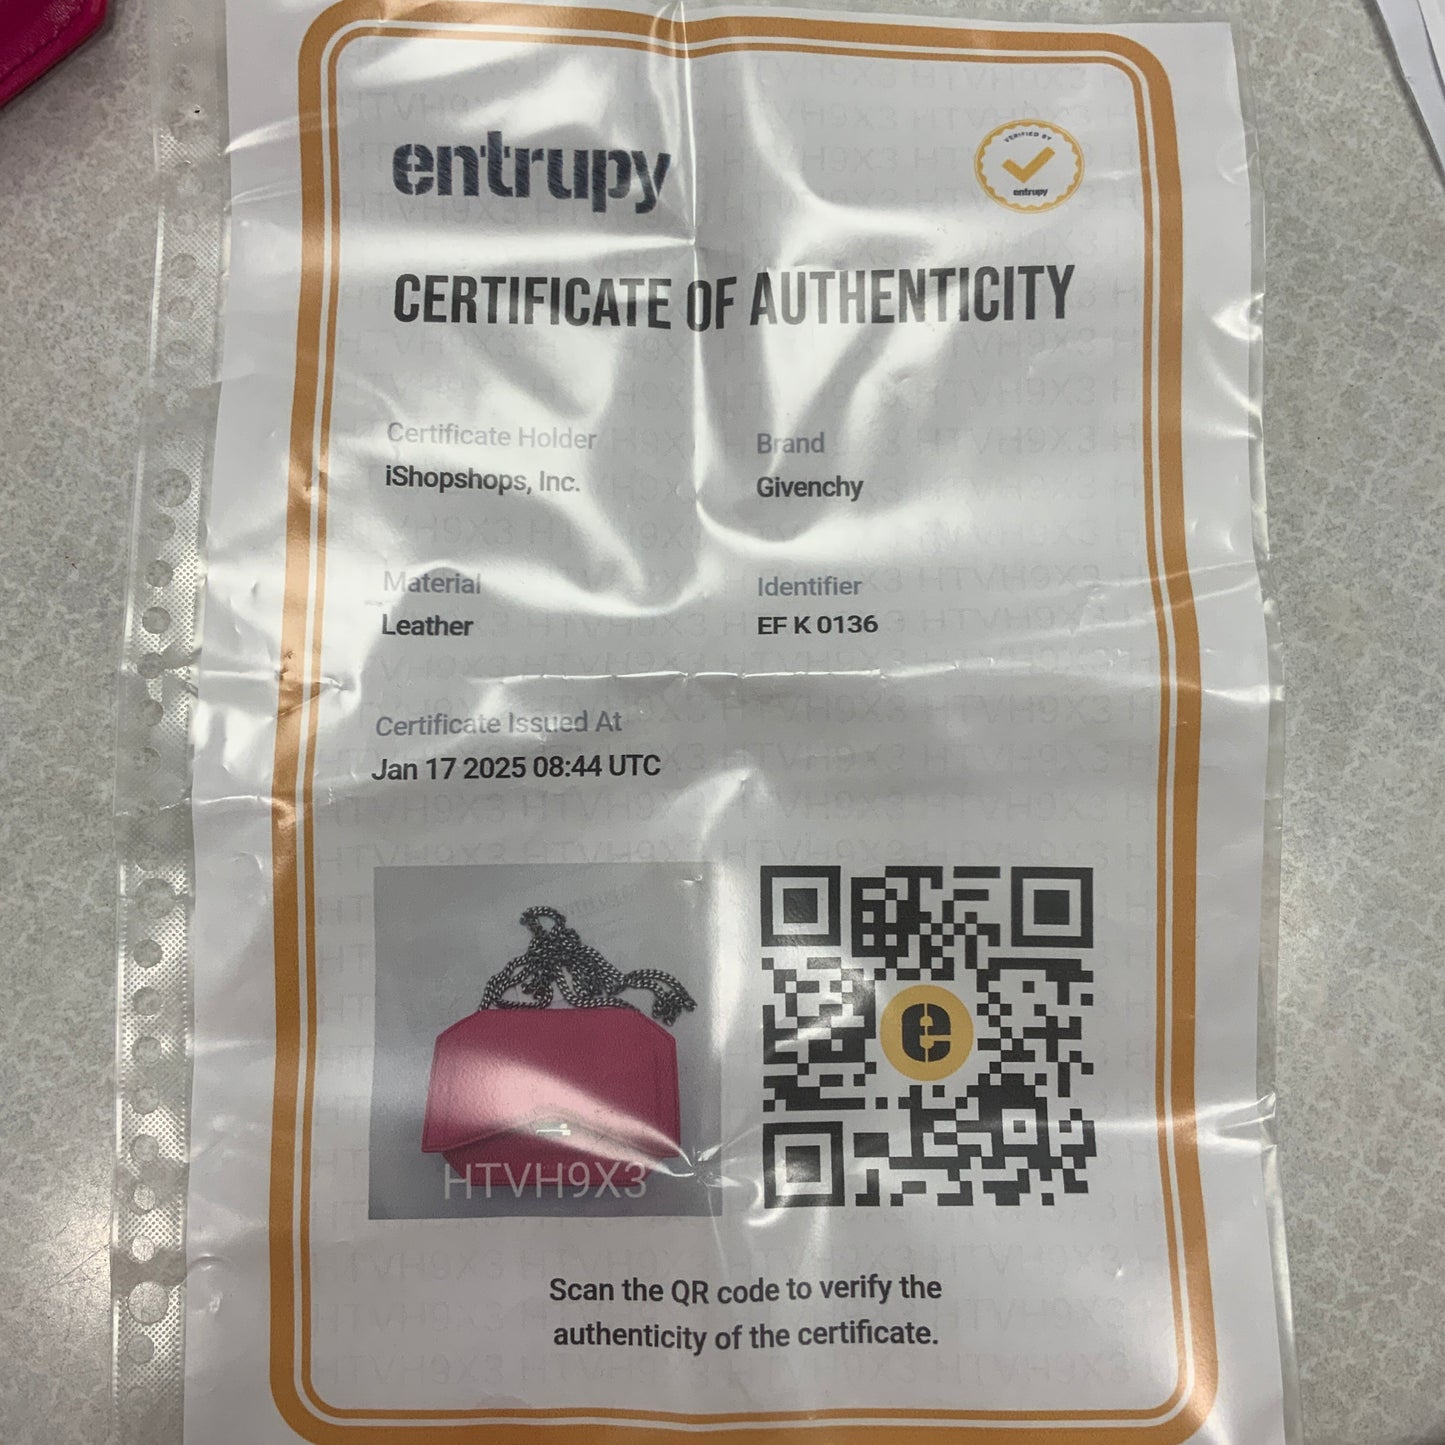 entrupy
VERIFIED BY
entrupy
CERTIFICATE OF AUTHENTICITY
Certificate Holder
iShopshops, Inc.
Brand
Givenchy
Material
Leather
Identifier
EF K 0136
Certificate Issued At
Jan 17 2025 08:44 UTC
HTVH9X3
e
Scan the QR code to verify the
authenticity of the certificate.